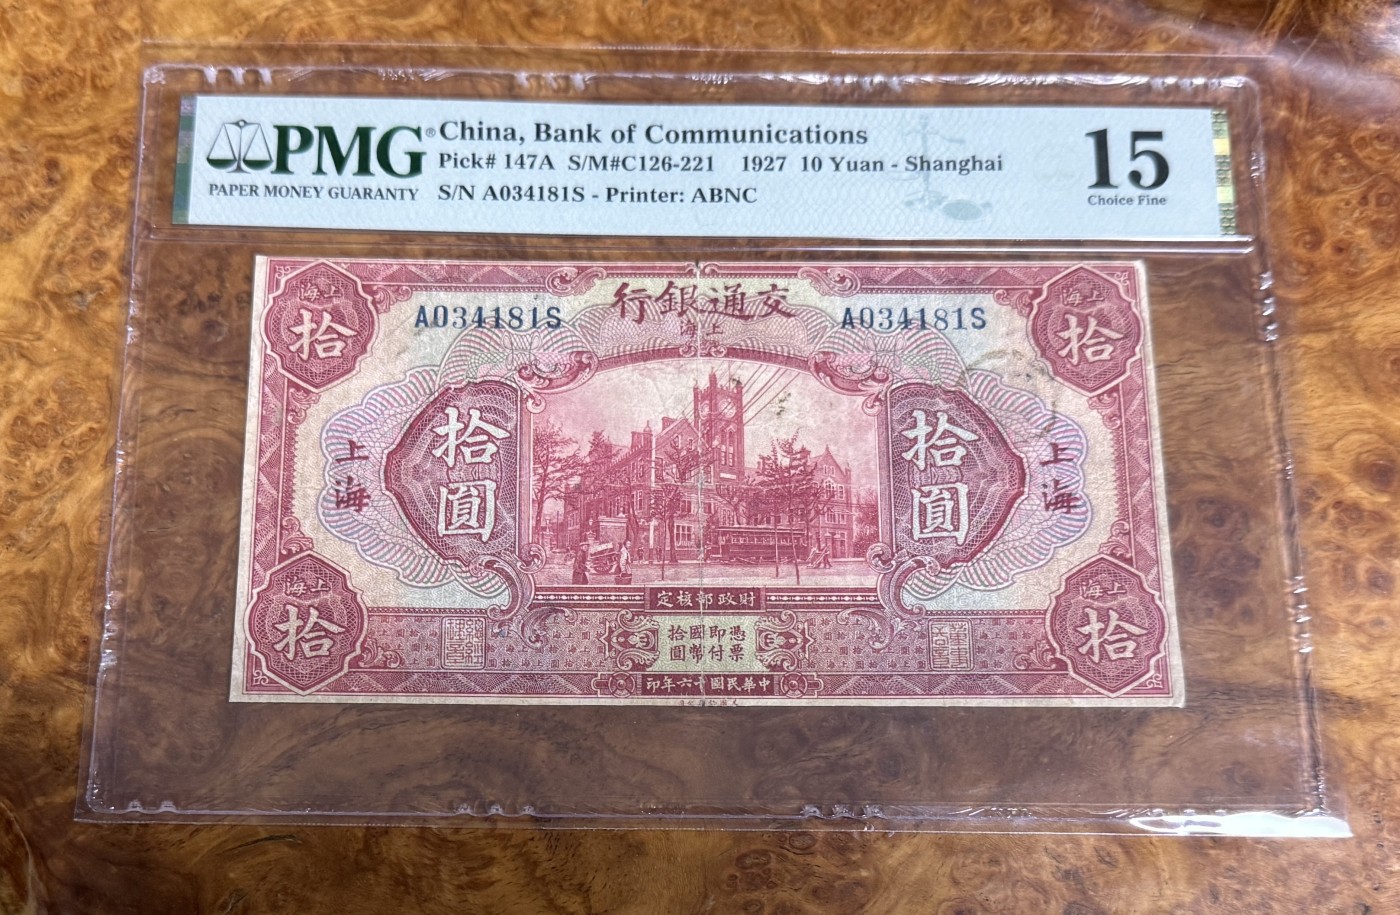 PMG®
PAPER MONEY GUARANTY
China, Bank of Communications
Pick# 147A S/M#C126-221 1927 10 Yuan - Shanghai
S/N A034181S - Printer: ABNC
15
Choice Fine
海上
拾
行銀通交
海上
海上
拾
A034181S
A034181S
拾圓
拾圓
上海
上海
定核部政財
憑票即付國幣拾圓
海上
拾
海上
拾
印年六十國民華中